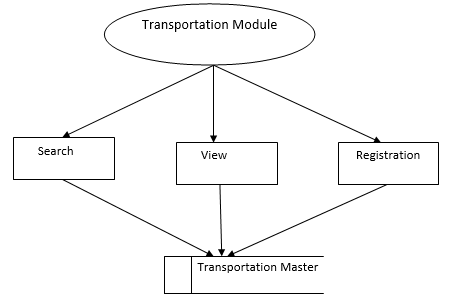 Transportation Module
Search
View
Registration
Transportation Master